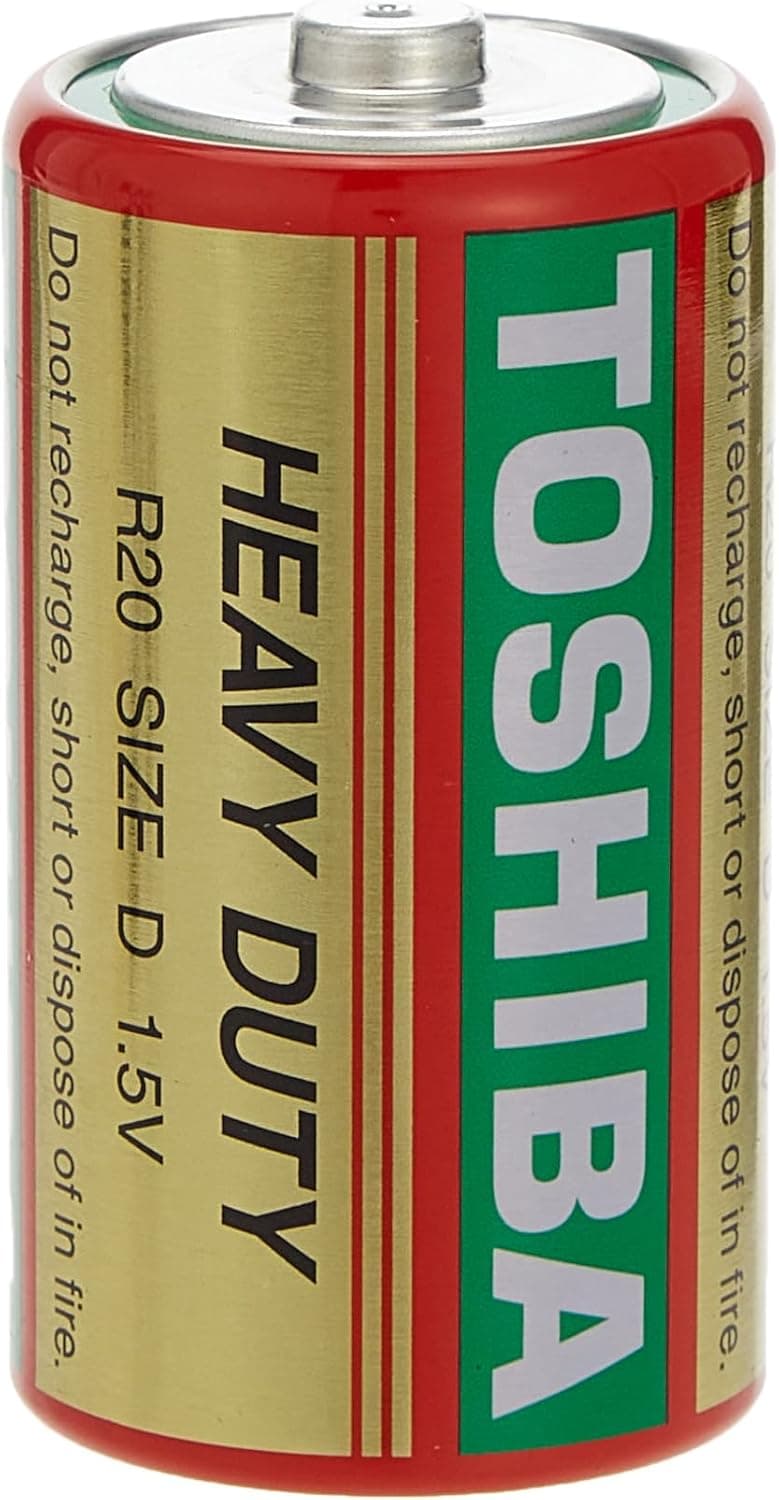 TOSHIBA
HEAVY DUTY
R20 SIZE D 1.5V
Do not recharge, short or dispose of in fire.
Do not recharge, short or dispose of in fire.